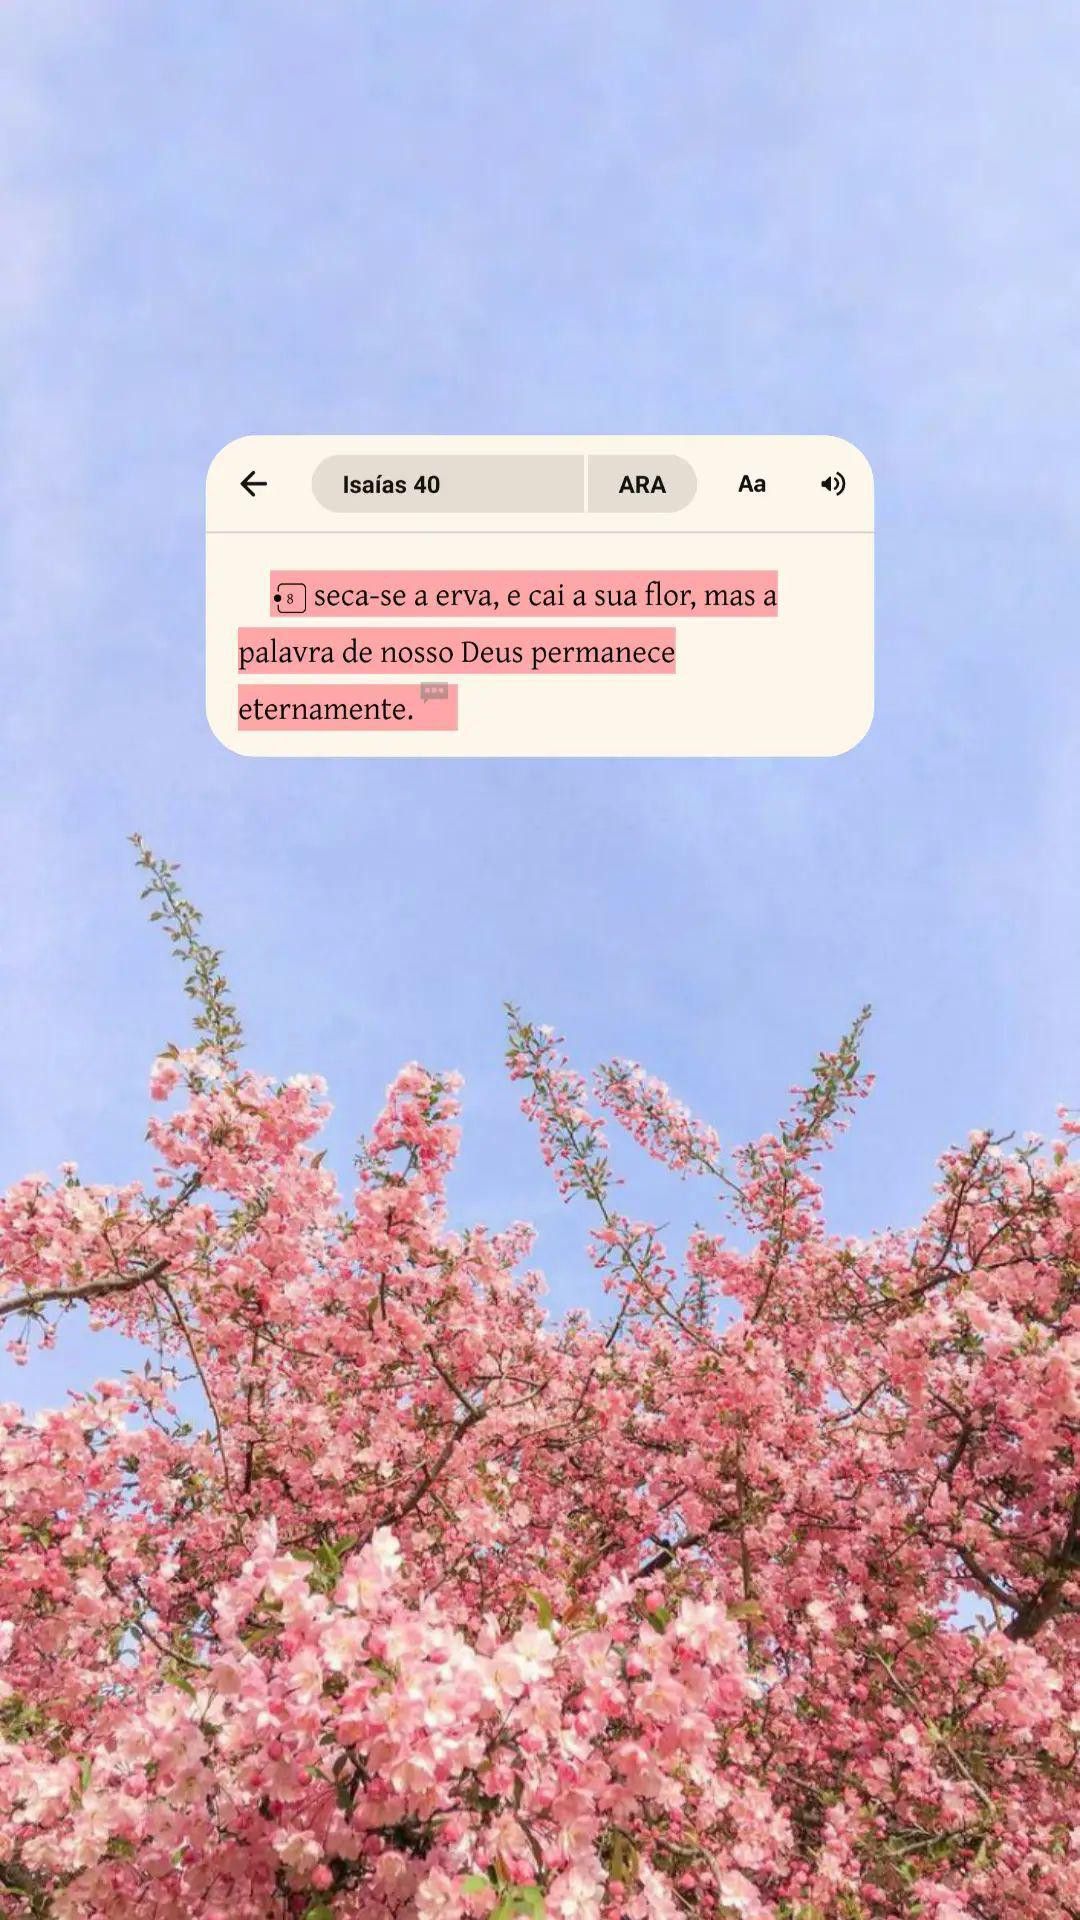 Isaías 40 ARA Aa
8 seca-se a erva, e cai a sua flor, mas a
palavra de nosso Deus permanece
eternamente.